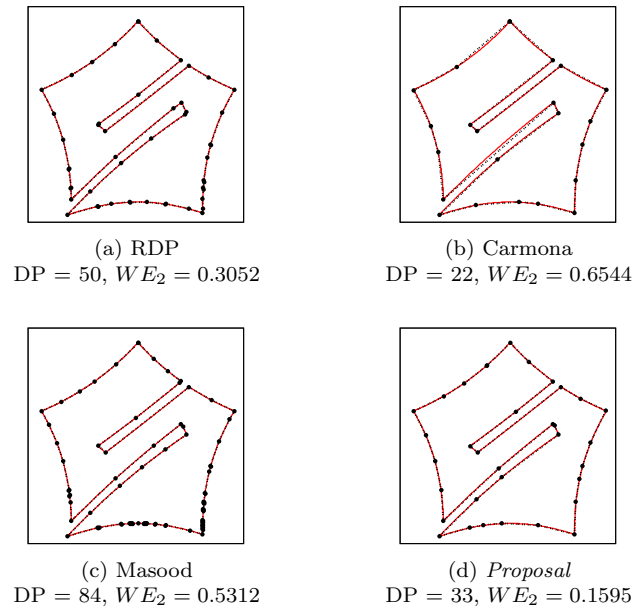 (a) RDP
DP = 50, WE₂ = 0.3052
(b) Carmona
DP = 22, WE₂ = 0.6544
(c) Masood
DP = 84, WE₂ = 0.5312
(d) Proposal
DP = 33, WE₂ = 0.1595